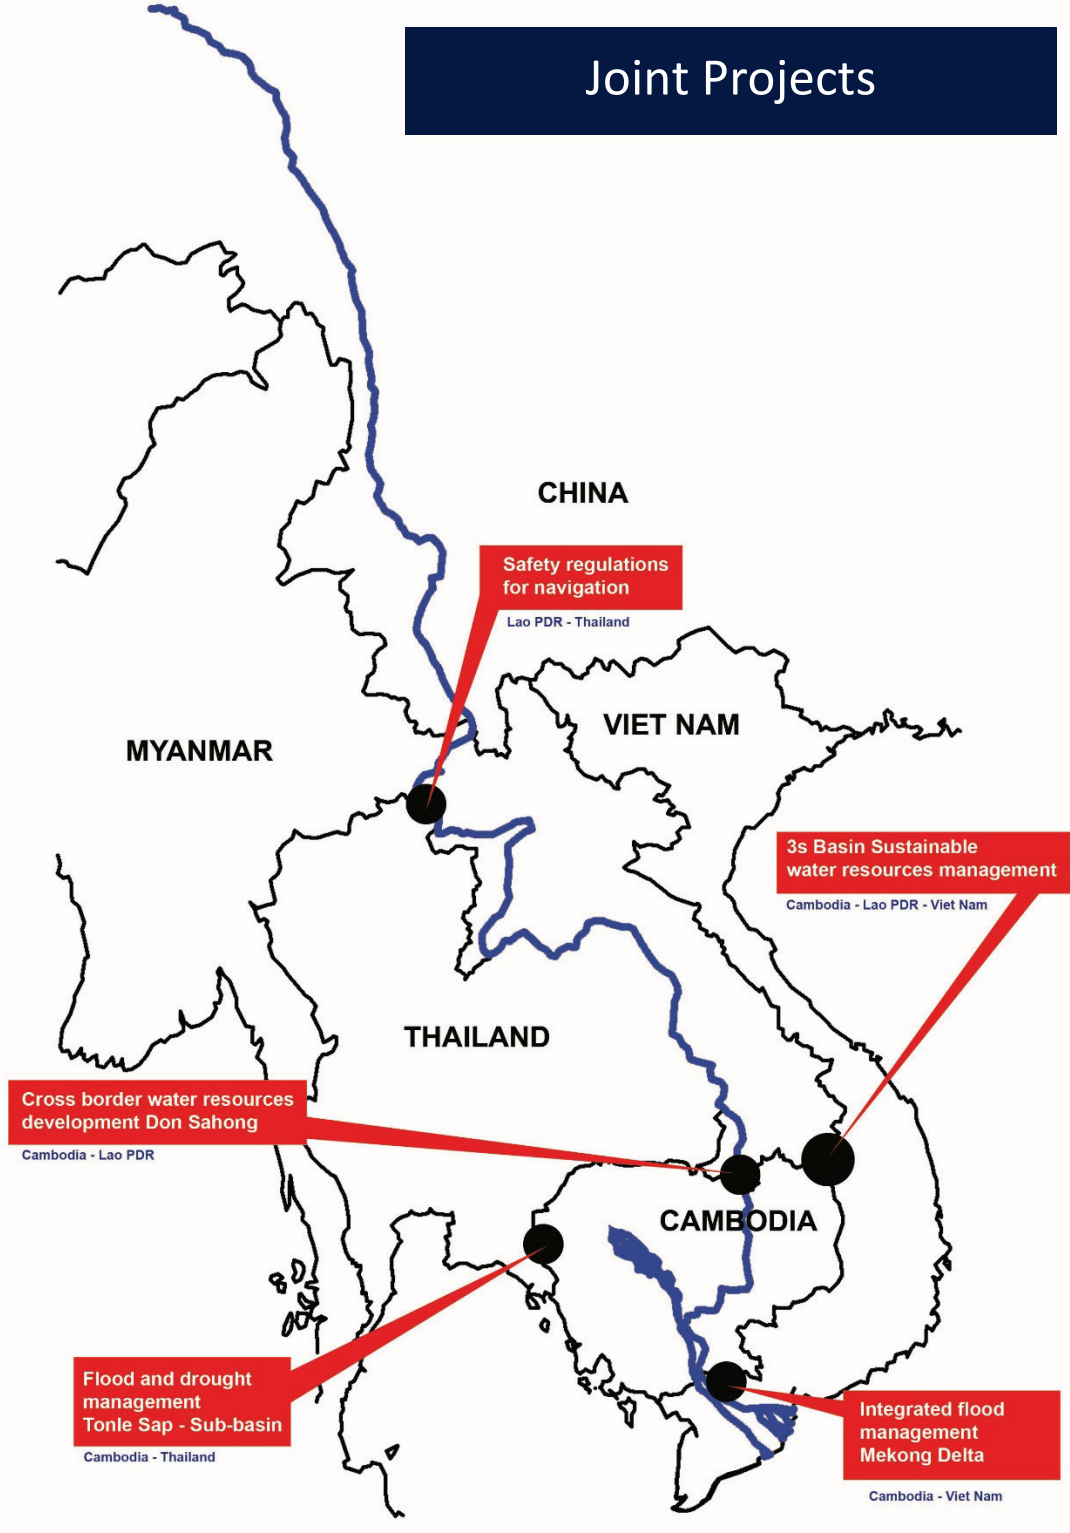 Joint Projects
CHINA
Safety regulations
for navigation
Lao PDR - Thailand
VIET NAM
MYANMAR
3s Basin Sustainable
water resources management
Cambodia - Lao PDR - Viet Nam
THAILAND
Cross border water resources
development Don Sahong
Cambodia - Lao PDR
CAMBODIA
Flood and drought
management
Tonle Sap - Sub-basin
Cambodia - Thailand
Integrated flood
management
Mekong Delta
Cambodia - Viet Nam